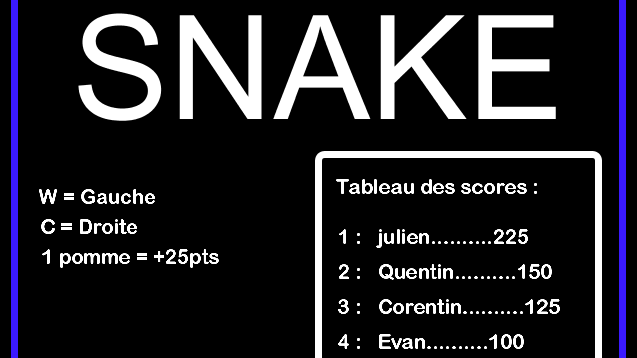 SNAKE
W = Gauche
C = Droite
1 pomme = +25pts
Tableau des scores :
1 : julien..........225
2 : Quentin..........150
3 : Corentin..........125
4 : Evan..........100